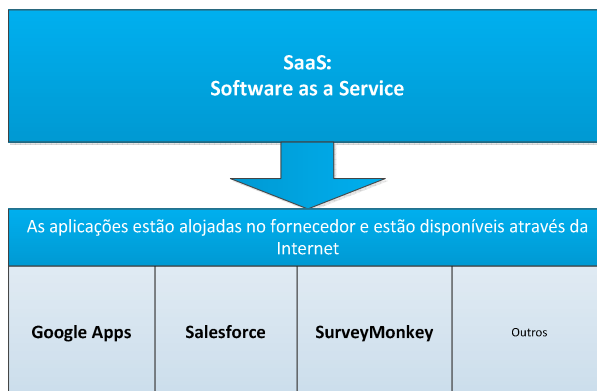 SaaS:
Software as a Service
As aplicações estão alojadas no fornecedor e estão disponíveis através da
Internet
Google Apps
Salesforce
SurveyMonkey
Outros